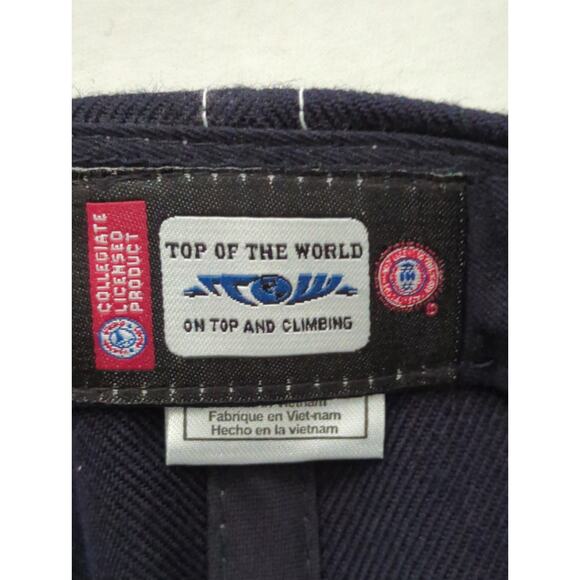 COLLEGIATE
LICENSED
PRODUCT
TOP OF THE WORLD
TOW
ON TOP AND CLIMBING
Vietnam
Fabrique en Viet-nam
Hecho en la vietnam